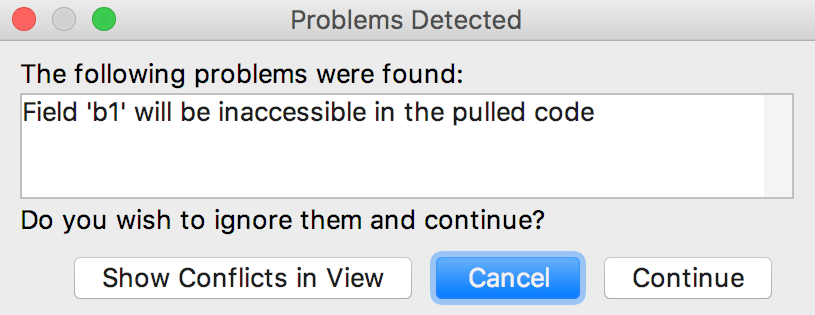 Problems Detected
The following problems were found:
Field 'b1' will be inaccessible in the pulled code
Do you wish to ignore them and continue?
Show Conflicts in View
Cancel
Continue